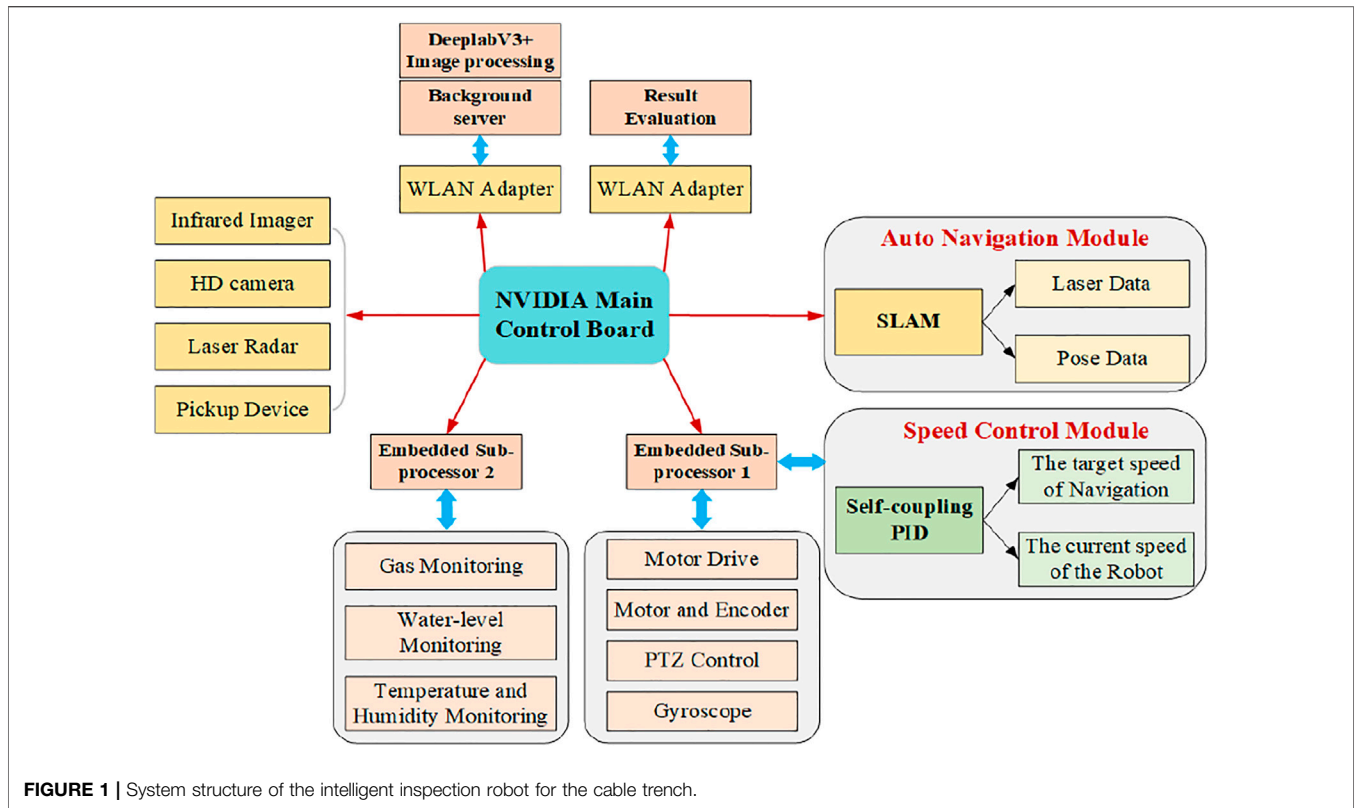 DeeplabV3+
Image processing
Background
server
Result
Evaluation
WLAN Adapter
WLAN Adapter
Infrared Imager
HD camera
Laser Radar
Pickup Device
NVIDIA Main
Control Board
Auto Navigation Module
SLAM
Laser Data
Pose Data
Embedded Sub-
processor 2
Embedded Sub-
processor 1
Speed Control Module
Self-coupling
PID
The target speed
of Navigation
The current speed
of the Robot
Gas Monitoring
Water-level
Monitoring
Temperature and
Humidity Monitoring
Motor Drive
Motor and Encoder
PTZ Control
Gyroscope
FIGURE 1 | System structure of the intelligent inspection robot for the cable trench.